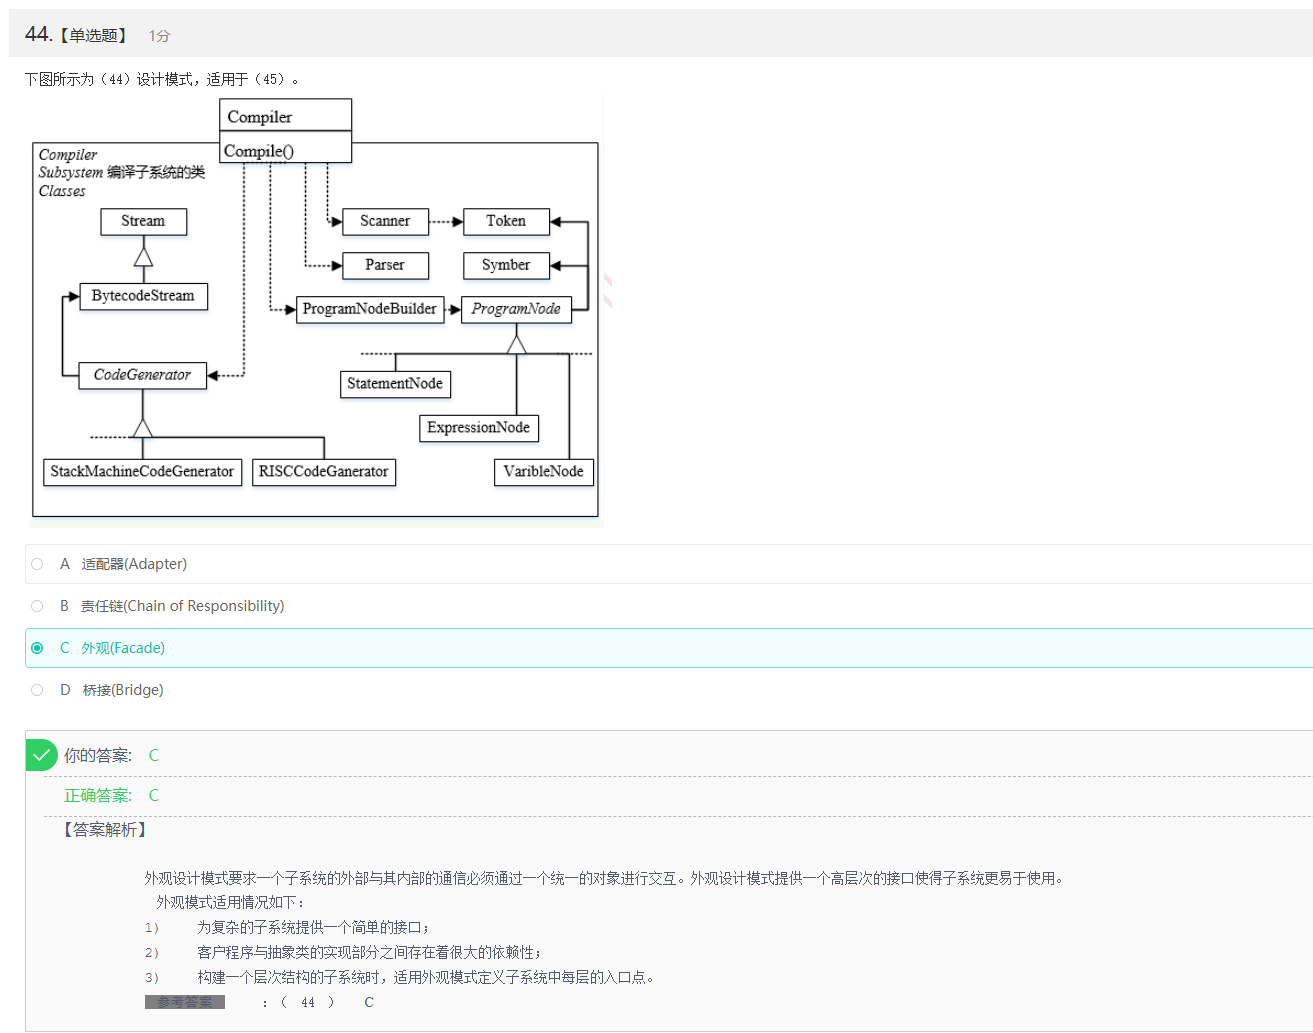 44.【单选题】 1分
下图所示为（44）设计模式，适用于（45）。
Compiler
Compile()
Compiler
Subsystem 编译子系统的类
Classes
Stream
Scanner
Token
Parser
Symber
BytecodeStream
ProgramNodeBuilder
ProgramNode
CodeGenerator
StatementNode
ExpressionNode
StackMachineCodeGenerator
RISCCodeGanerator
VaribleNode
A 适配器(Adapter)
B 责任链(Chain of Responsibility)
C 外观(Facade)
D 桥接(Bridge)
你的答案: C
正确答案: C
【答案解析】
外观设计模式要求一个子系统的外部与其内部的通信必须通过一个统一的对象进行交互。外观设计模式提供一个高层次的接口使得子系统更易于使用。
外观模式适用情况如下：
1） 为复杂的子系统提供一个简单的接口；
2） 客户程序与抽象类的实现部分之间存在着很大的依赖性；
3） 构建一个层次结构的子系统时，适用外观模式定义子系统中每层的入口点。
参考答案 ：（ 44 ） C